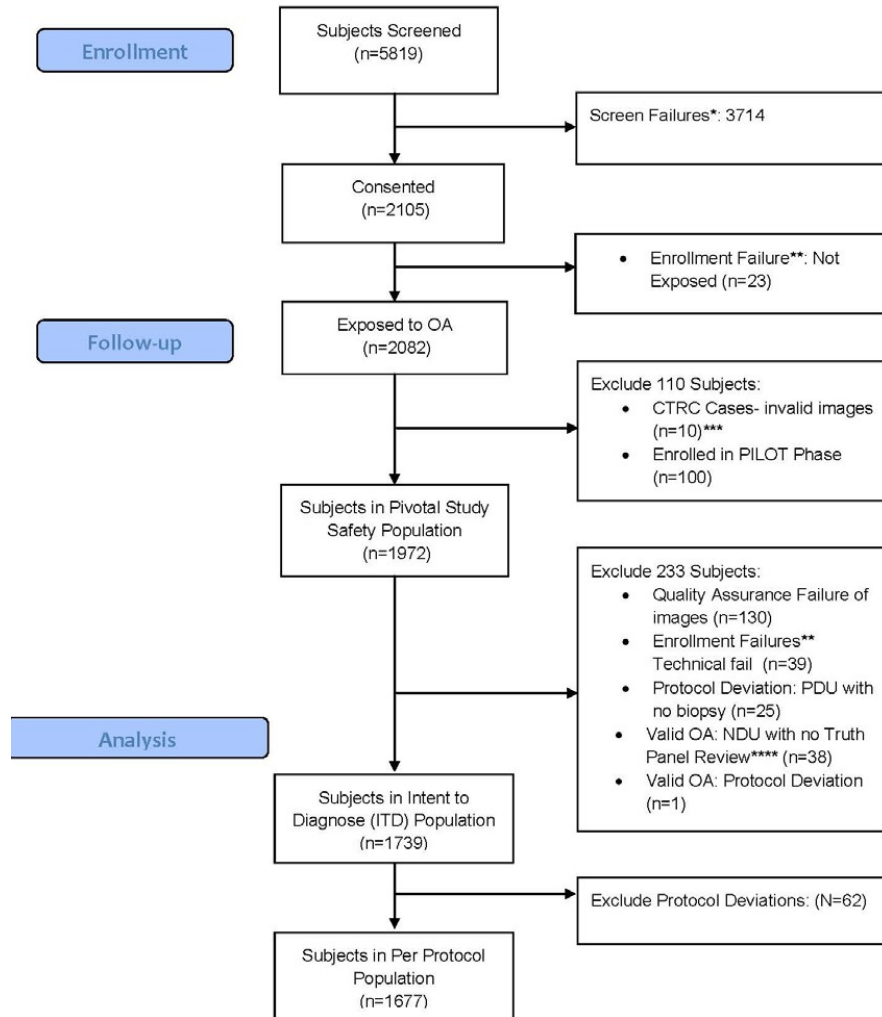 Enrollment
Subjects Screened
(n=5819)
Screen Failures*: 3714
Consented
(n=2105)
• Enrollment Failure**: Not
Exposed (n=23)
Follow-up
Exposed to OA
(n=2082)
Exclude 110 Subjects:
• CTRC Cases- invalid images
(n=10)***
• Enrolled in PILOT Phase
(n=100)
Subjects in Pivotal Study
Safety Population
(n=1972)
Exclude 233 Subjects:
• Quality Assurance Failure of
images (n=130)
• Enrollment Failures**
Technical fail (n=39)
• Protocol Deviation: PDU with
no biopsy (n=25)
• Valid OA: NDU with no Truth
Panel Review**** (n=38)
• Valid OA: Protocol Deviation
(n=1)
Analysis
Subjects in Intent to
Diagnose (ITD) Population
(n=1739)
Exclude Protocol Deviations: (N=62)
Subjects in Per Protocol
Population
(n=1677)